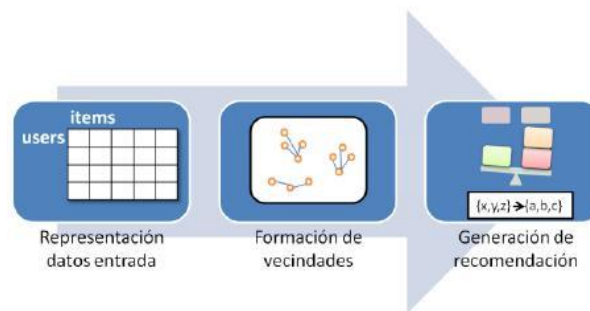 items
users
Representación
datos entrada
Formación de
vecindades
{x,y,z}➔{a,b,c}
Generación de
recomendación